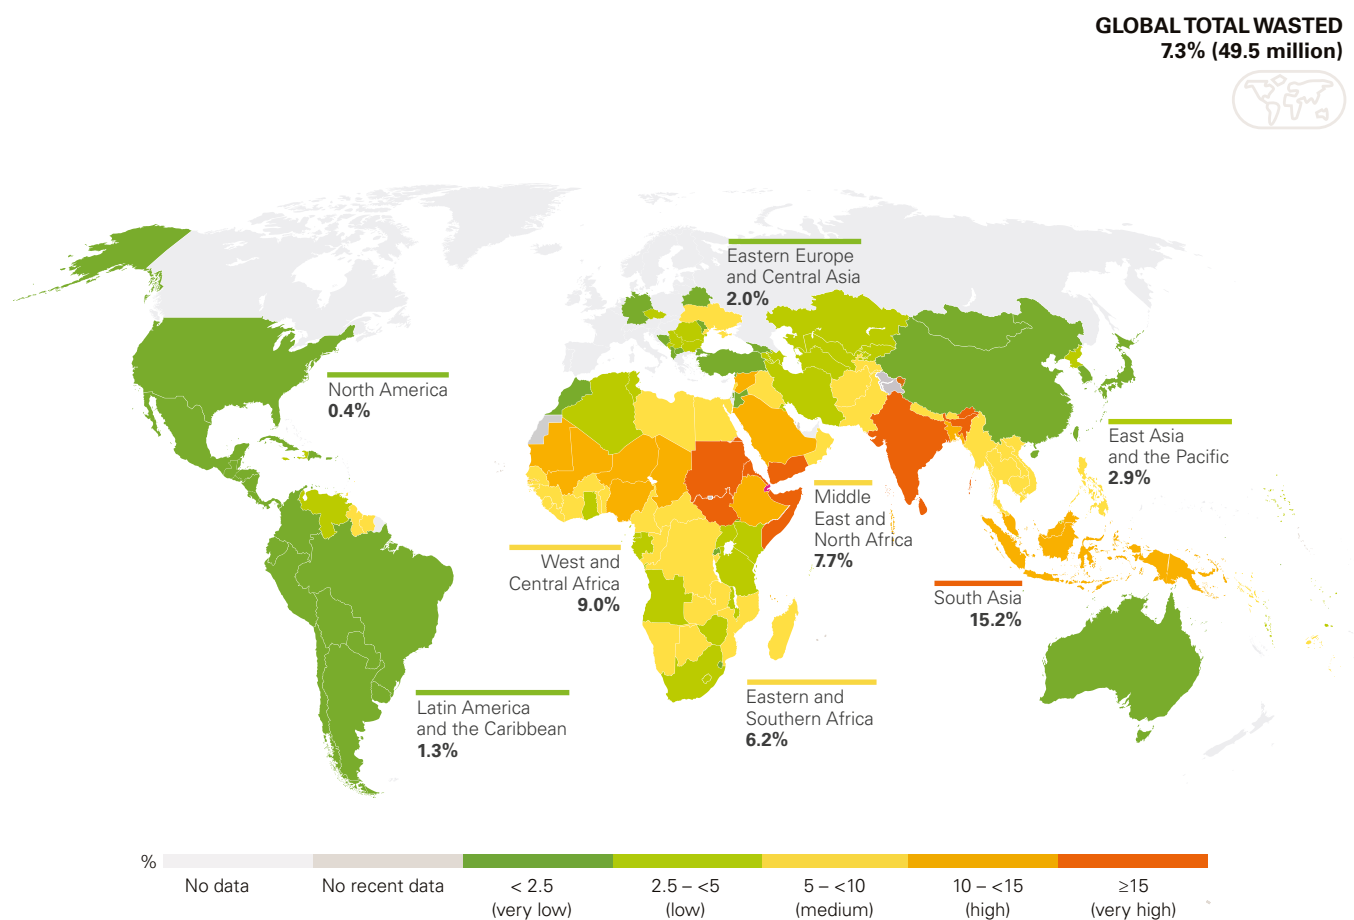 GLOBAL TOTAL WASTED
7.3% (49.5 million)
Eastern Europe
and Central Asia
2.0%
North America
0.4%
East Asia
and the Pacific
2.9%
Middle
East and
North Africa
7.7%
West and
Central Africa
9.0%
South Asia
15.2%
Eastern and
Southern Africa
6.2%
Latin America
and the Caribbean
1.3%
%
No data
No recent data
< 2.5
(very low)
2.5 – <5
(low)
5 – <10
(medium)
10 – <15
(high)
≥15
(very high)